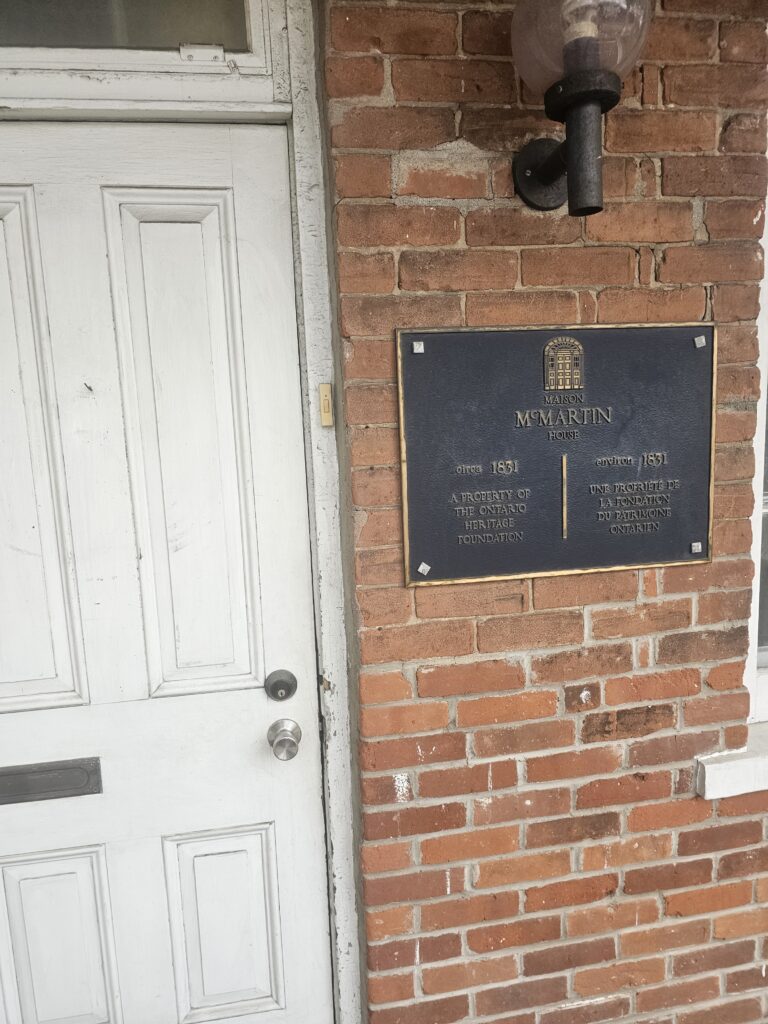 MAISON
McMARTIN
HOUSE
circa 1831
A PROPERTY OF
THE ONTARIO
HERITAGE
FOUNDATION
environ 1831
UNE PROPRIÉTÉ DE
LA FONDATION
DU PATRIMOINE
ONTARIEN